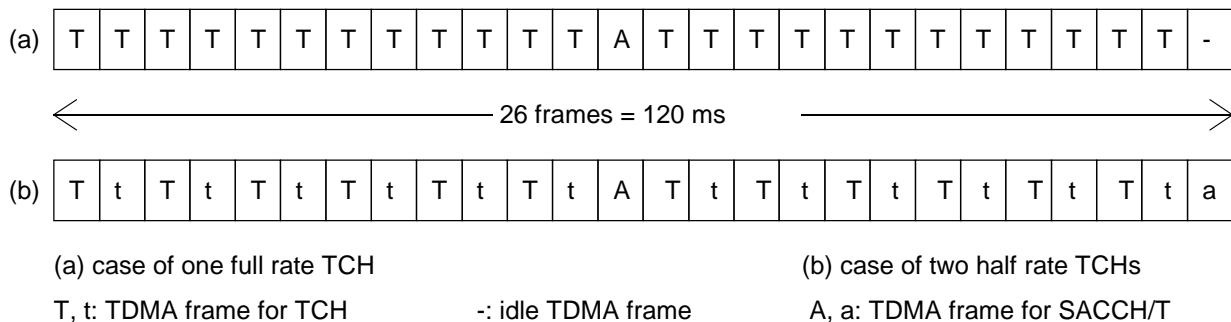 (a) T T T T T T T T T T T T A T T T T T T T T T T T T -
26 frames = 120 ms
(b) T t T t T t T t T t T t A T t T t T t T t T t T t a
(a) case of one full rate TCH (b) case of two half rate TCHs
T, t: TDMA frame for TCH -: idle TDMA frame A, a: TDMA frame for SACCH/T